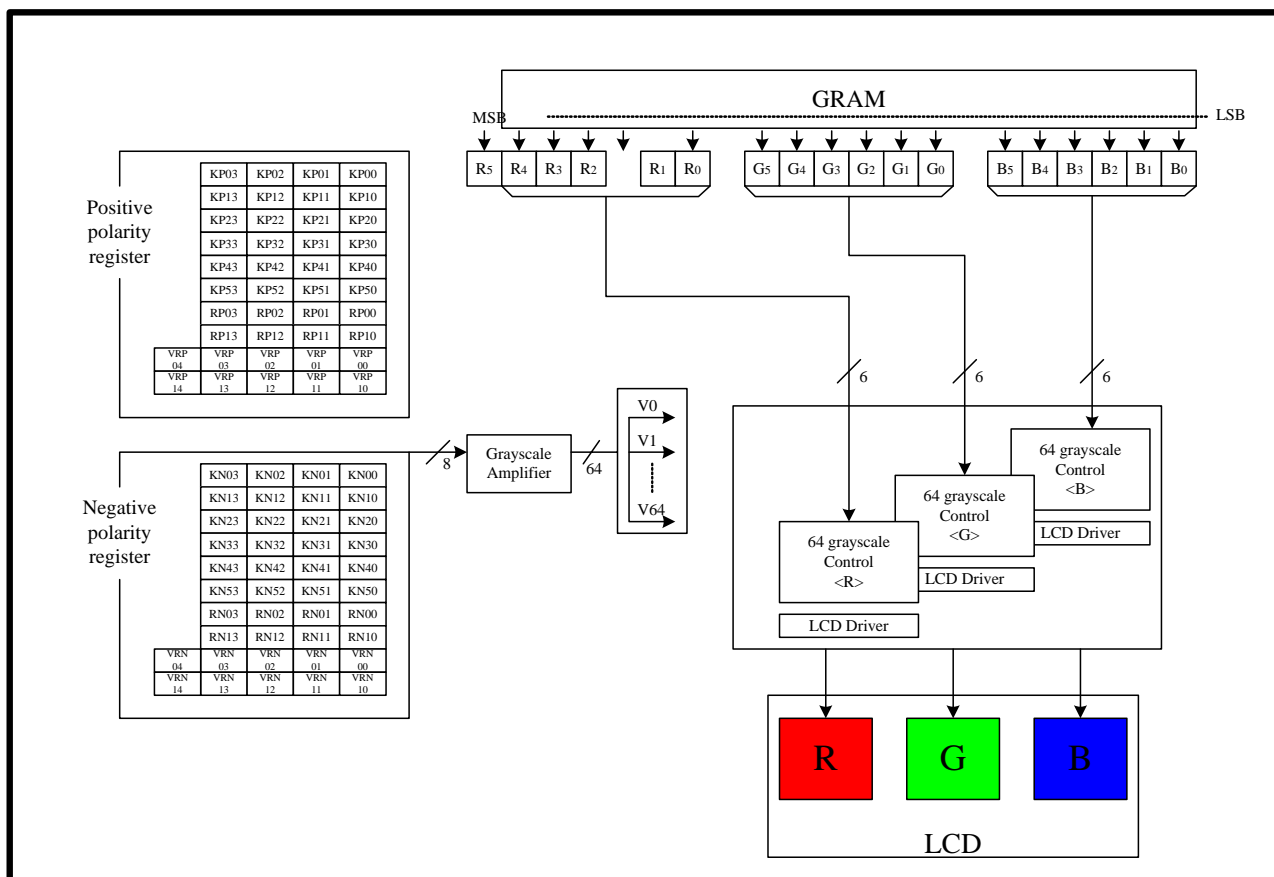 GRAM
MSB
LSB
R5 R4 R3 R2 R1 R0 G5 G4 G3 G2 G1 G0 B5 B4 B3 B2 B1 B0
Positive
polarity
register
KP03 KP02 KP01 KP00
KP13 KP12 KP11 KP10
KP23 KP22 KP21 KP20
KP33 KP32 KP31 KP30
KP43 KP42 KP41 KP40
KP53 KP52 KP51 KP50
RP03 RP02 RP01 RP00
RP13 RP12 RP11 RP10
VRP VRP VRP VRP VRP
04 03 02 01 00
VRP VRP VRP VRP VRP
14 13 12 11 10
6 6 6
Negative
polarity
register
KN03 KN02 KN01 KN00
KN13 KN12 KN11 KN10
KN23 KN22 KN21 KN20
KN33 KN32 KN31 KN30
KN43 KN42 KN41 KN40
KN53 KN52 KN51 KN50
RN03 RN02 RN01 RN00
RN13 RN12 RN11 RN10
VRN VRN VRN VRN VRN
04 03 02 01 00
VRN VRN VRN VRN VRN
14 13 12 11 10
8
Grayscale
Amplifier
64
V0
V1
V64
64 grayscale
Control
<R>
LCD Driver
64 grayscale
Control
<G>
LCD Driver
64 grayscale
Control
<B>
LCD Driver
R G B
LCD